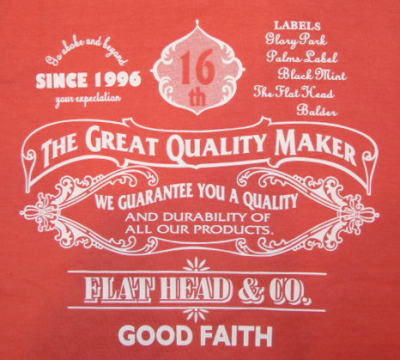 Go aboke and beyond
SINCE 1996
your expectation
16
th
LABELS
Glory Park
Palms Label
Black Mint
The Flat Head
Balder
THE GREAT QUALITY MAKER
WE GUARANTEE YOU A QUALITY
AND DURABILITY OF
ALL OUR PRODUCTS.
FLAT HEAD & CO.
GOOD FAITH